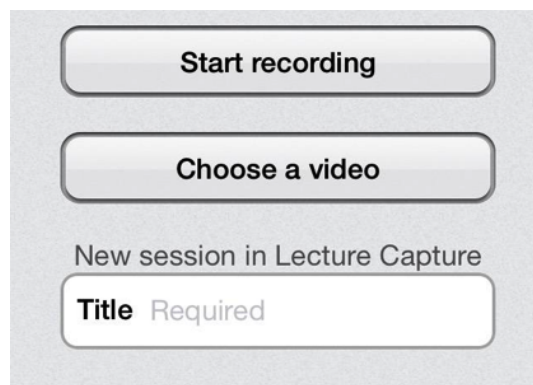 Start recording
Choose a video
New session in Lecture Capture
Title Required